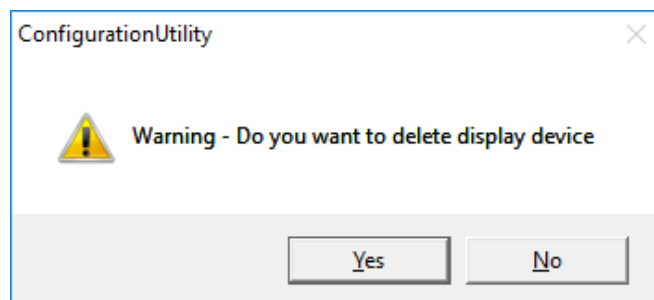 ConfigurationUtility
Warning - Do you want to delete display device
Yes
No